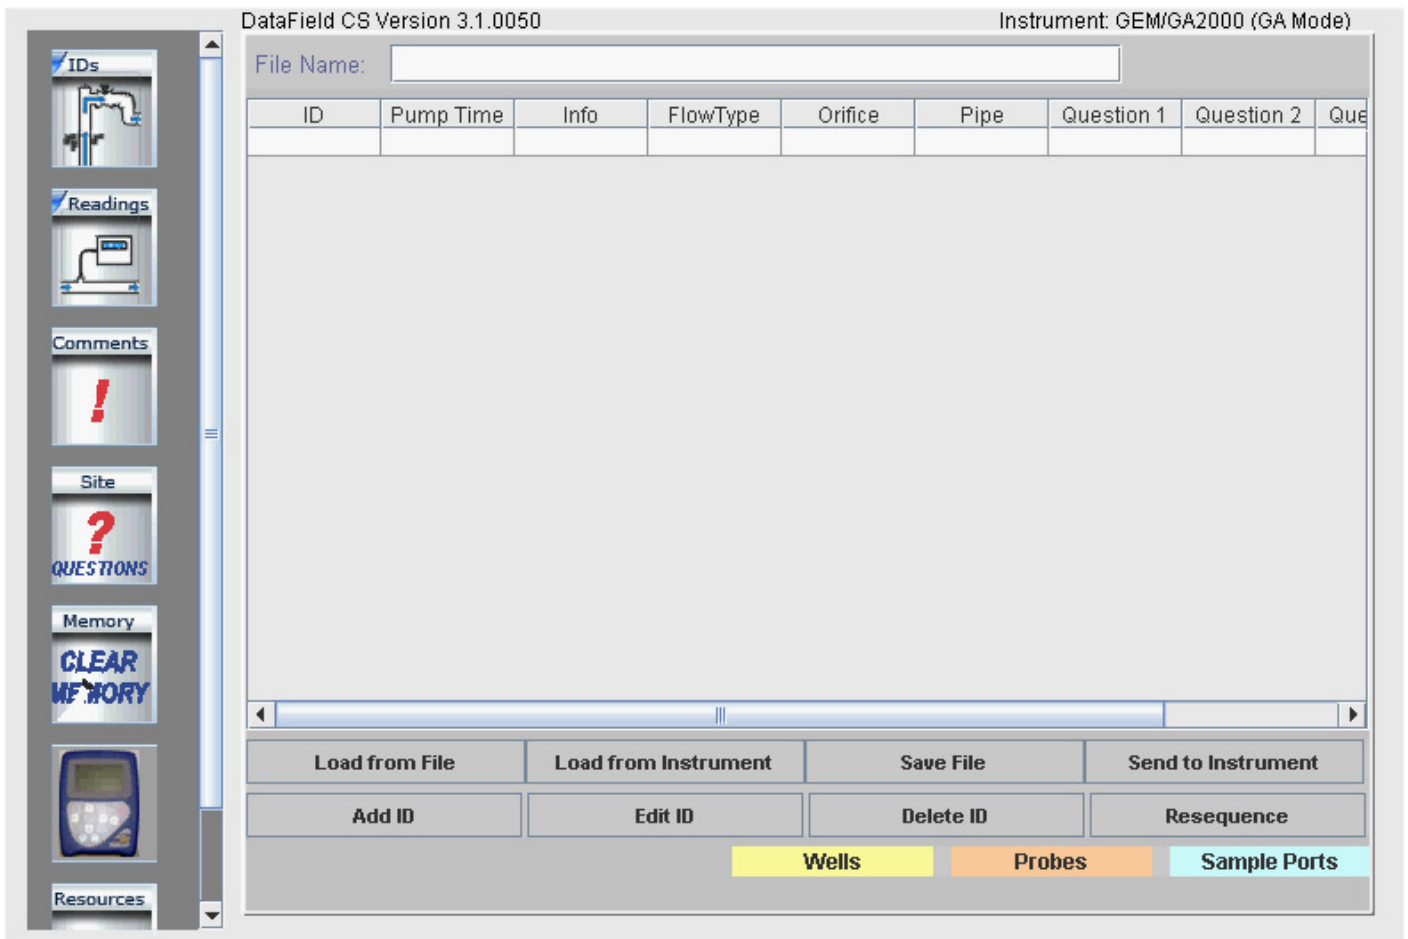 DataField CS Version 3.1.0050 Instrument: GEM/GA2000 (GA Mode)
IDs
File Name:
ID Pump Time Info FlowType Orifice Pipe Question 1 Question 2 Que
Readings
Comments
!
Site
?
QUESTIONS
Memory
CLEAR
MEMORY
Load from File Load from Instrument Save File Send to Instrument
Add ID Edit ID Delete ID Resequence
Wells Probes Sample Ports
Resources